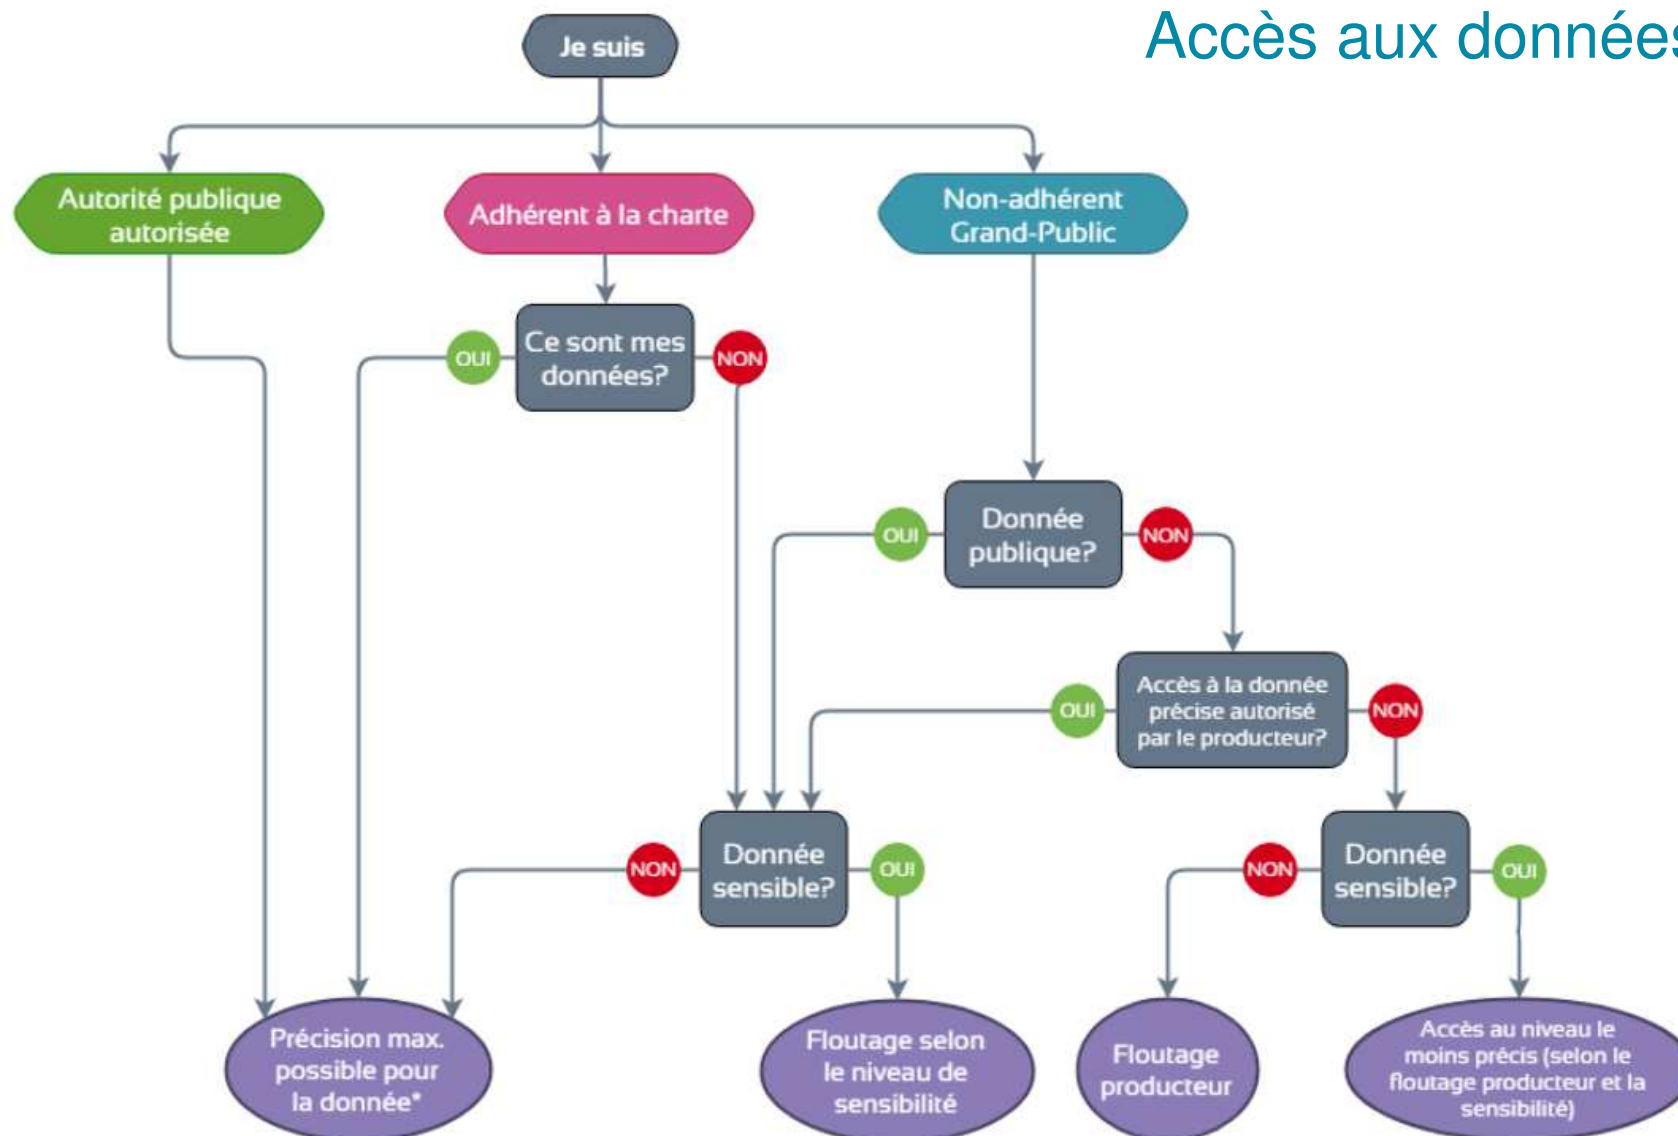 Accès aux données
Je suis
Autorité publique
autorisée
Adhérent à la charte
Non-adhérent
Grand-Public
Ce sont mes
données?
OUI
NON
Donnée
publique?
OUI
NON
Accès à la donnée
précise autorisé
par le producteur?
OUI
NON
Donnée
sensible?
NON
OUI
Donnée
sensible?
NON
OUI
Précision max.
possible pour
la donnée*
Floutage selon
le niveau de
sensibilité
Floutage
producteur
Accès au niveau le
moins précis (selon le
floutage producteur et la
sensibilité)